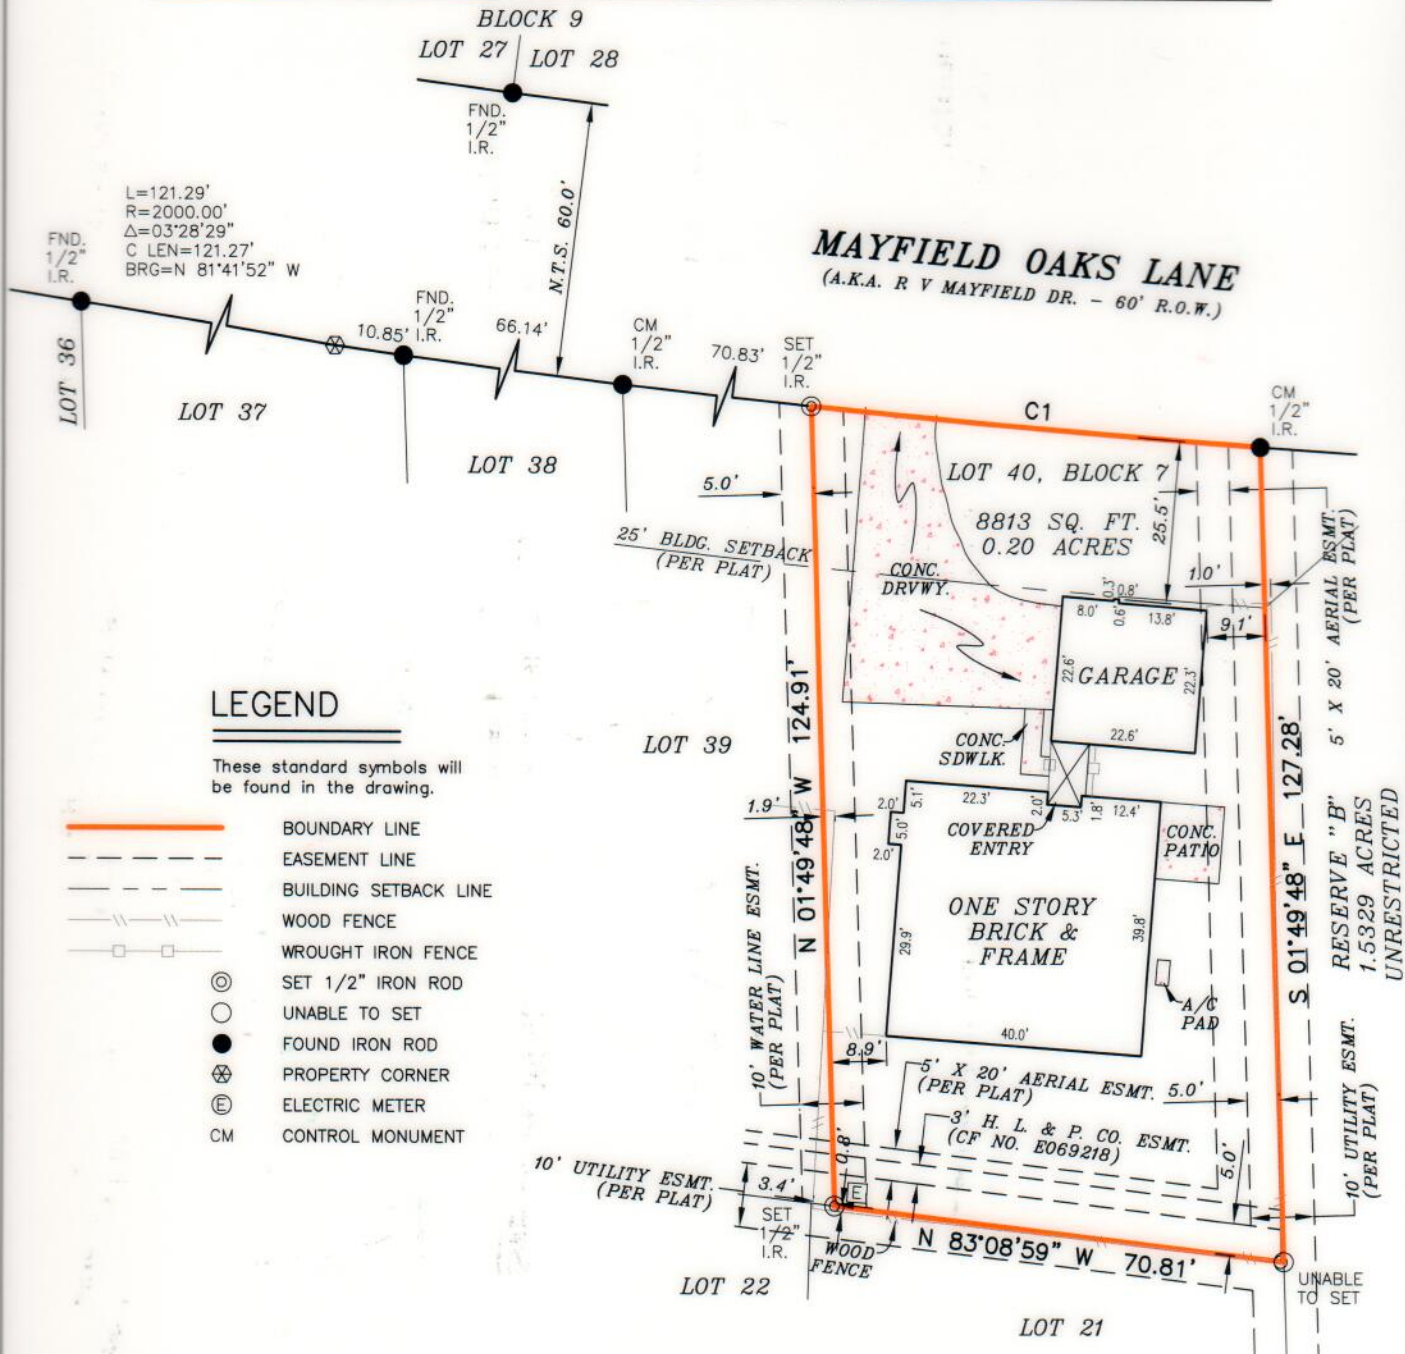 BLOCK 9
LOT 27
LOT 28
FND.
1/2"
I.R.
N.T.S. 60.0'
L=121.29'
R=2000.00'
Δ=03°28'29"
C LEN=121.27'
BRG=N 81°41'52" W
FND.
1/2"
I.R.
LOT 36
LOT 37
10.85'
FND.
1/2"
I.R.
66.14'
LOT 38
CM
1/2"
I.R.
70.83'
SET
1/2"
I.R.
MAYFIELD OAKS LANE
(A.K.A. R V MAYFIELD DR. - 60' R.O.W.)
C1
CM
1/2"
I.R.
LOT 40, BLOCK 7
8813 SQ. FT.
0.20 ACRES
25.5'
5.0'
25' BLDG. SETBACK
(PER PLAT)
CONC.
DRVWY.
1.0'
9.1'
5' X 20' AERIAL ESMT.
(PER PLAT)
8.0'
0.3'
0.8'
0.6'
13.8'
22.6'
GARAGE
22.3'
22.6'
CONC.
SDWLK.
LOT 39
N 01°49'48" W 124.91'
S 01°49'48" E 127.28'
RESERVE "B"
1.5329 ACRES
UNRESTRICTED
1.9'
2.0'
5.1'
22.3'
2.0'
5.3'
1.8'
12.4'
5.0'
2.0'
COVERED
ENTRY
CONC.
PATIO
ONE STORY
BRICK &
FRAME
29.9'
39.8'
A/C
PAD
40.0'
8.9'
10' WATER LINE ESMT.
(PER PLAT)
5' X 20' AERIAL ESMT.
(PER PLAT)
5.0'
3' H. L. & P. CO. ESMT.
(CF NO. E069218)
5.0'
10' UTILITY ESMT.
(PER PLAT)
0.8'
E
10' UTILITY ESMT.
(PER PLAT)
3.4'
SET
1/2"
I.R.
WOOD
FENCE
N 83°08'59" W 70.81'
UNABLE
TO SET
LOT 22
LOT 21
LEGEND
These standard symbols will
be found in the drawing.
BOUNDARY LINE
EASEMENT LINE
BUILDING SETBACK LINE
WOOD FENCE
WROUGHT IRON FENCE
SET 1/2" IRON ROD
UNABLE TO SET
FOUND IRON ROD
PROPERTY CORNER
E ELECTRIC METER
CM CONTROL MONUMENT